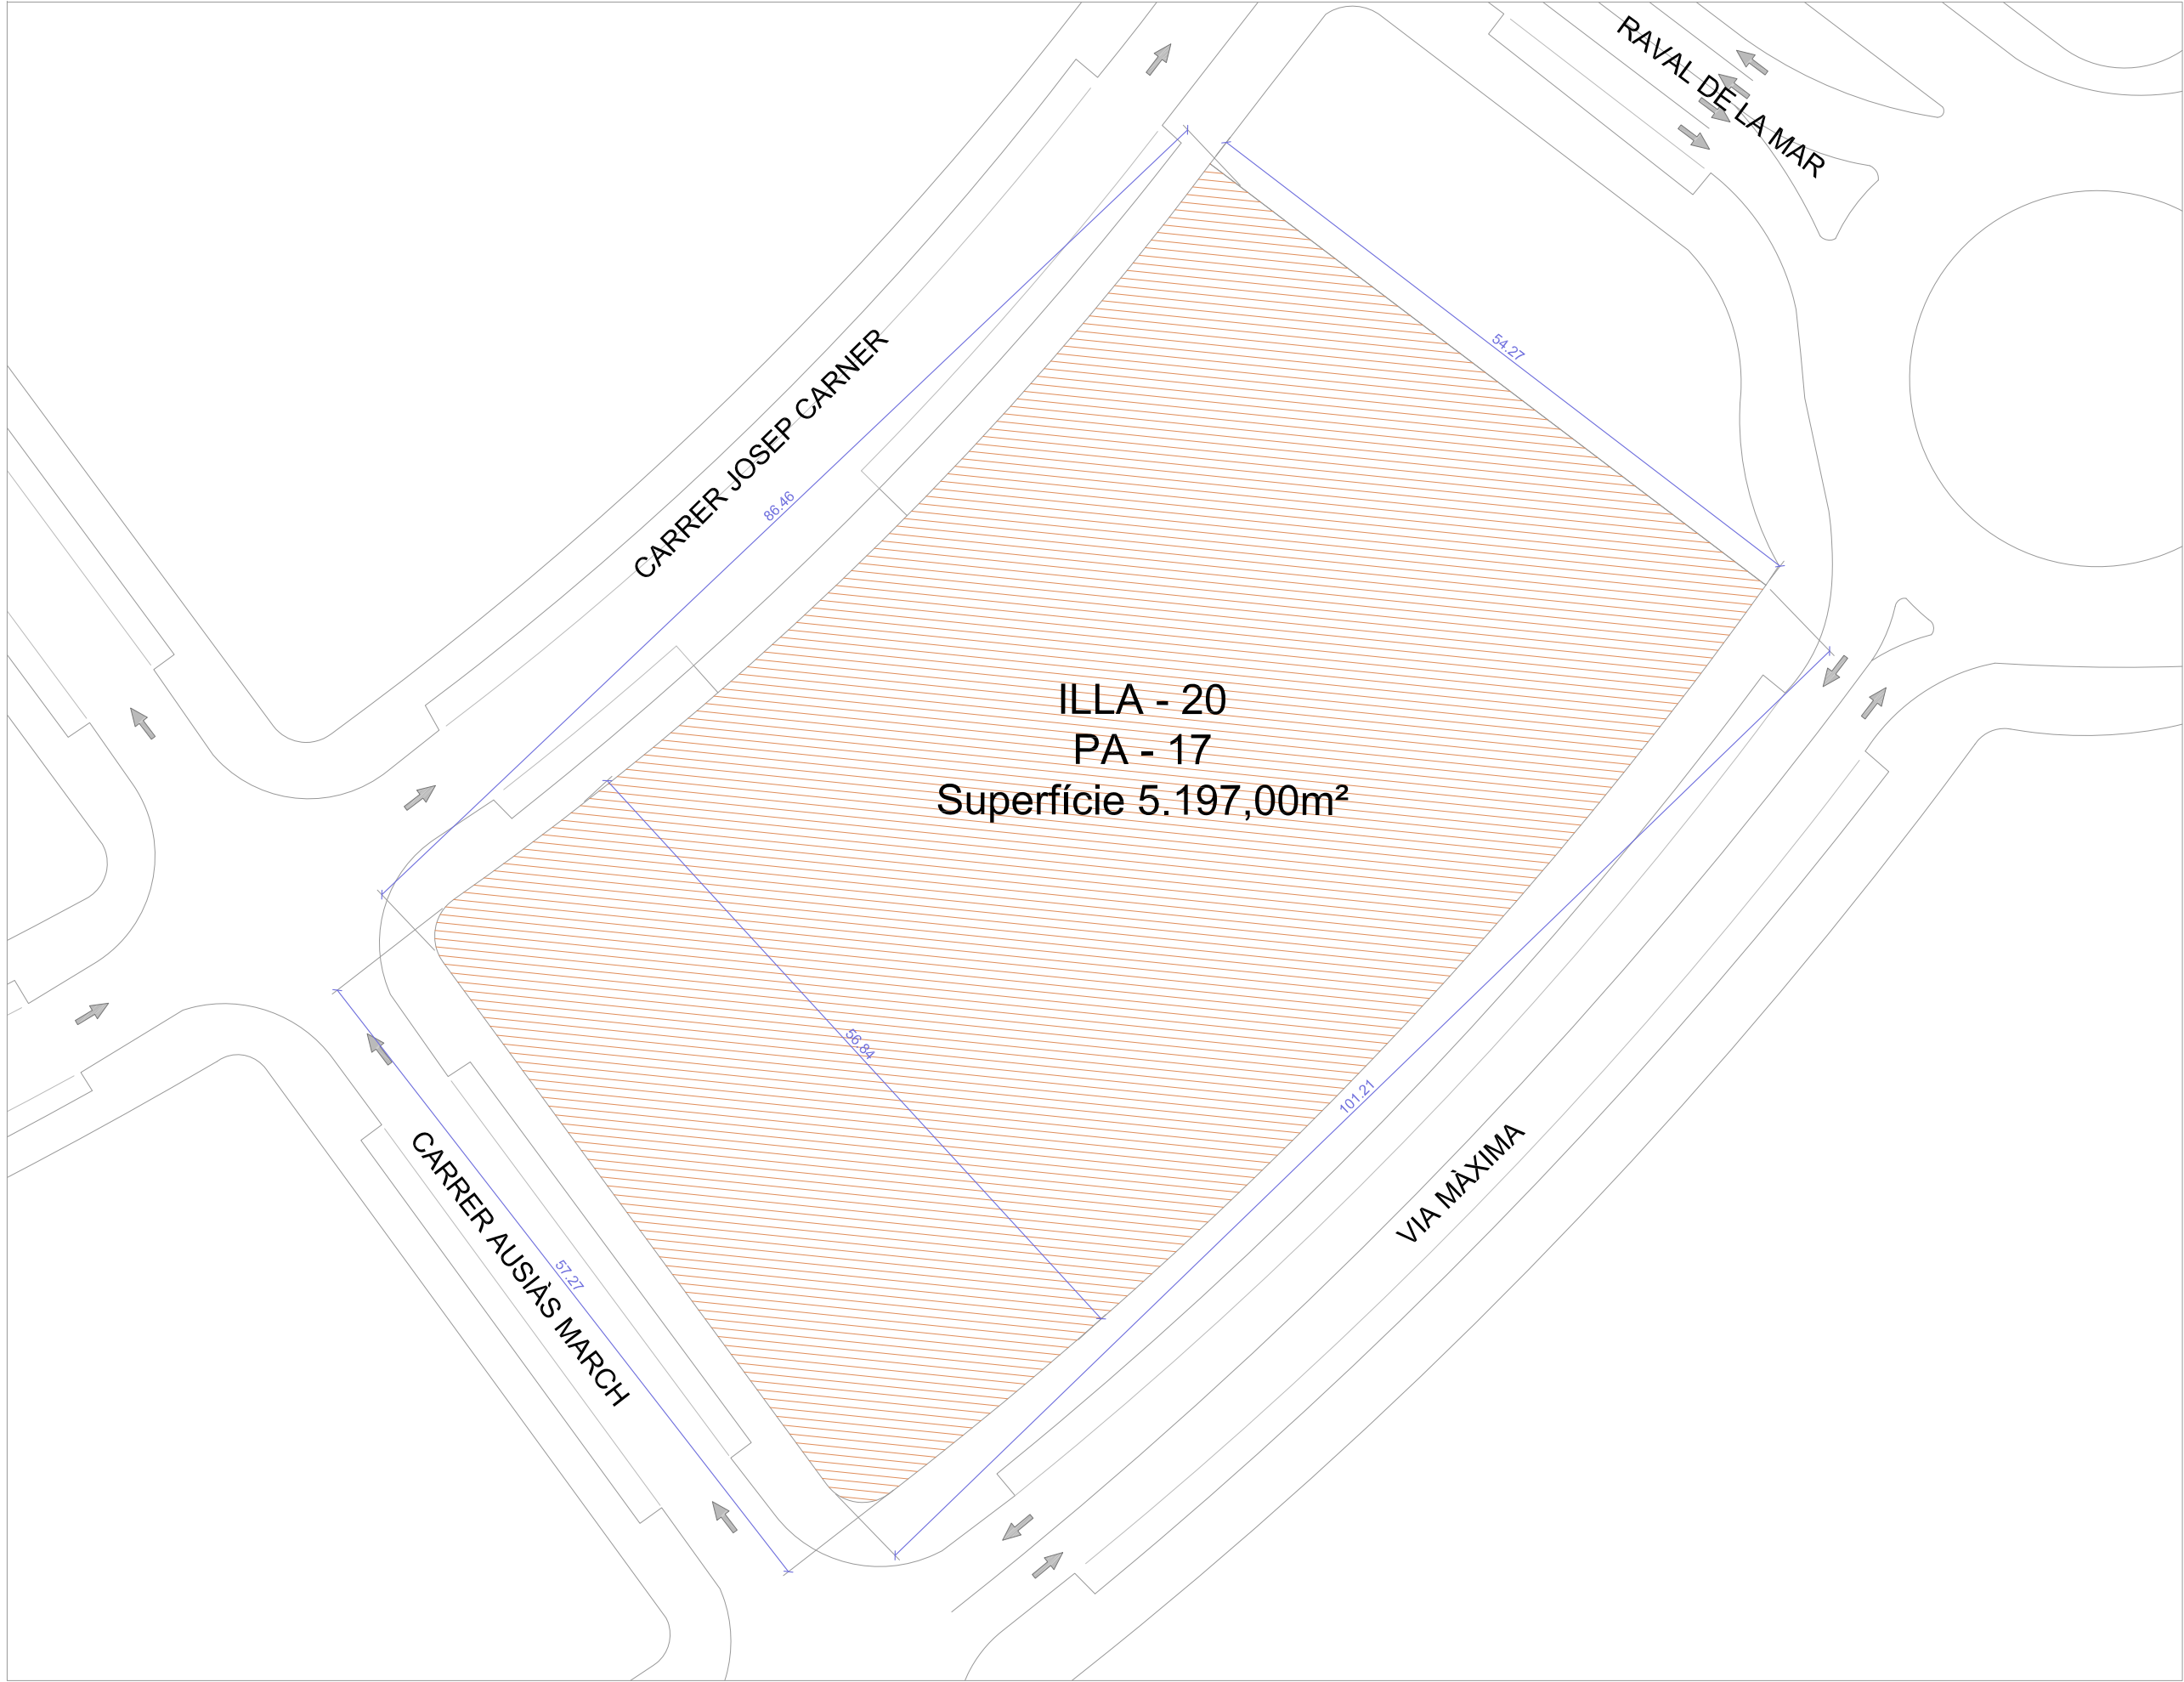 RAVAL DE LA MAR
54.27
CARRER JOSEP CARNER
86.46
ILLA - 20
PA - 17
Superfície 5.197,00m²
56.84
101.21
VIA MÀXIMA
CARRER AUSIÀS MARCH
57.27